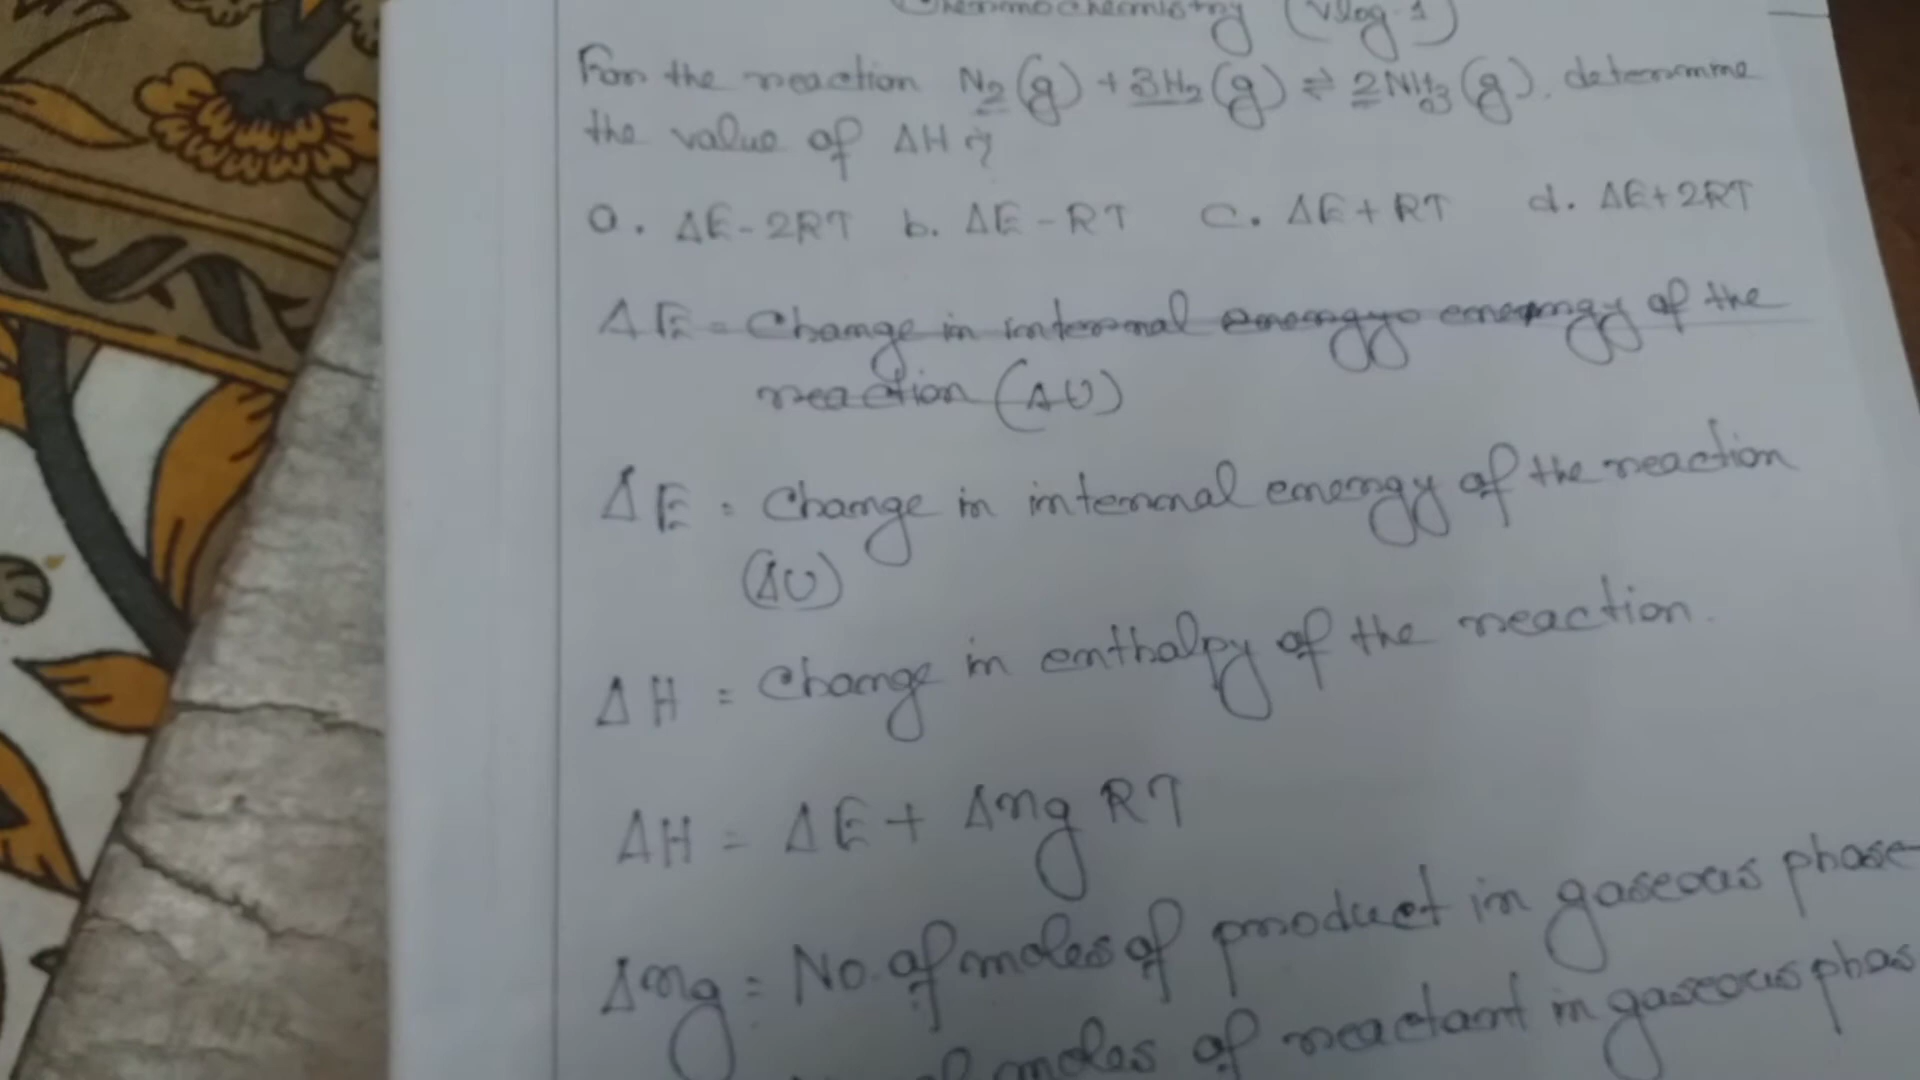 Thermochemistry (Vlog-1)
For the reaction N2(g) + 3H2(g) ⇌ 2NH3(g), determine
the value of ΔH?
a. ΔE-2RT b. ΔE-RT c. ΔE+RT d. ΔE+2RT
ΔE = Change in internal energy of the
reaction (ΔU)
ΔE = Change in internal energy of the reaction
(ΔU)
ΔH = Change in enthalpy of the reaction.
ΔH = ΔE + Δng RT
Δng = No. of moles of product in gaseous phase
moles of reactant in gaseous phas